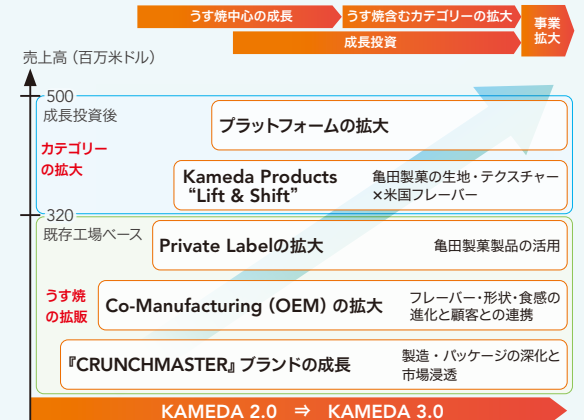 うす焼中心の成長
うす焼含むカテゴリーの拡大
成長投資
事業
拡大
売上高（百万米ドル）
500
成長投資後
カテゴリー
の拡大
プラットフォームの拡大
Kameda Products
“Lift & Shift”
亀田製菓の生地・テクスチャー
×米国フレーバー
320
既存工場ベース
Private Labelの拡大
亀田製菓製品の活用
うす焼
の拡販
Co-Manufacturing（OEM）の拡大
フレーバー・形状・食感の
進化と顧客との連携
『CRUNCHMASTER』ブランドの成長
製造・パッケージの深化と
市場浸透
KAMEDA 2.0 ⇒ KAMEDA 3.0